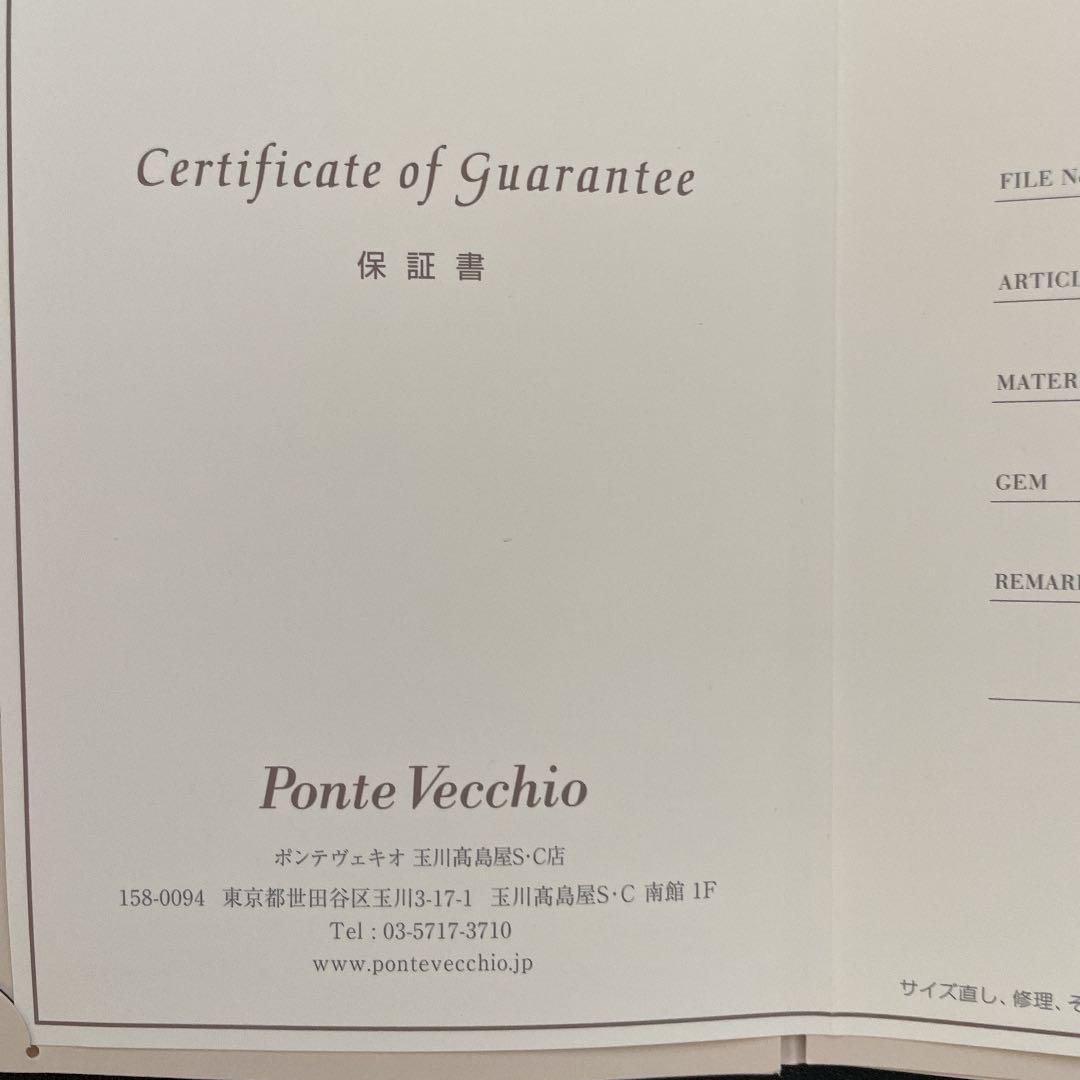 Certificate of Guarantee
保証書
Ponte Vecchio
ポンテヴェキオ 玉川髙島屋S・C店
158-0094 東京都世田谷区玉川3-17-1 玉川髙島屋S・C 南館 1F
Tel : 03-5717-3710
www.pontevecchio.jp
FILE
GEM
サイズ直し、修理、